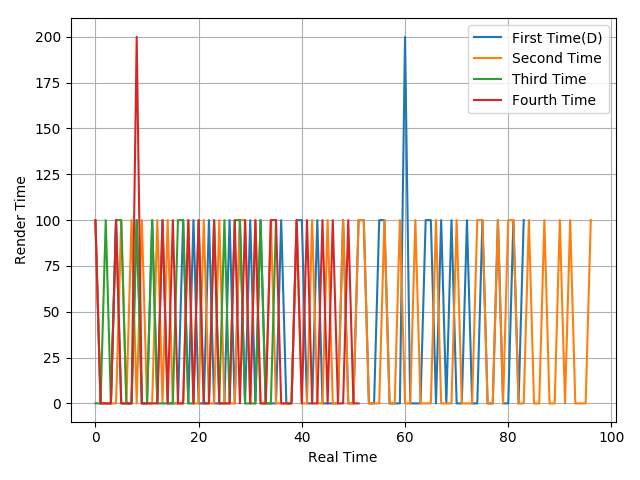 First Time(D)
Second Time
Third Time
Fourth Time
Render Time
200
175
150
125
100
75
50
25
0
0 20 40 60 80 100
Real Time